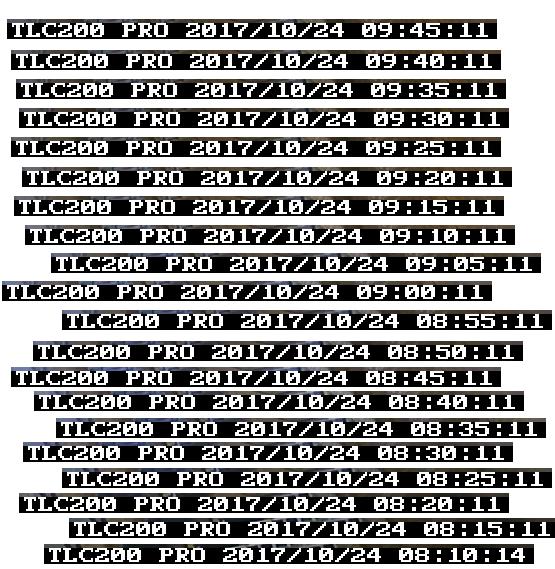 TLC200 PRO 2017/10/24 09:45:11
TLC200 PRO 2017/10/24 09:40:11
TLC200 PRO 2017/10/24 09:35:11
TLC200 PRO 2017/10/24 09:30:11
TLC200 PRO 2017/10/24 09:25:11
TLC200 PRO 2017/10/24 09:20:11
TLC200 PRO 2017/10/24 09:15:11
TLC200 PRO 2017/10/24 09:10:11
TLC200 PRO 2017/10/24 09:05:11
TLC200 PRO 2017/10/24 09:00:11
TLC200 PRO 2017/10/24 08:55:11
TLC200 PRO 2017/10/24 08:50:11
TLC200 PRO 2017/10/24 08:45:11
TLC200 PRO 2017/10/24 08:40:11
TLC200 PRO 2017/10/24 08:35:11
TLC200 PRO 2017/10/24 08:30:11
TLC200 PRO 2017/10/24 08:25:11
TLC200 PRO 2017/10/24 08:20:11
TLC200 PRO 2017/10/24 08:15:11
TLC200 PRO 2017/10/24 08:10:14